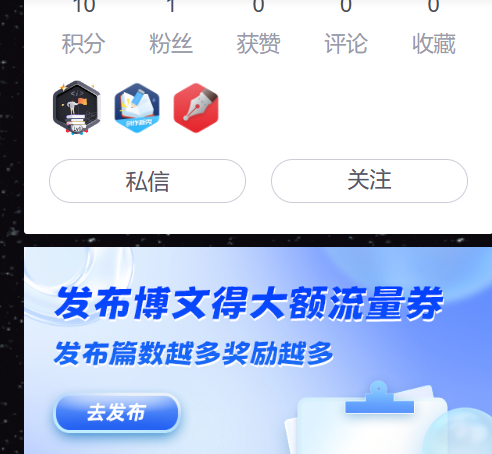 10 1 0 0 0
积分 粉丝 获赞 评论 收藏
私信 关注
发布博文得大额流量券
发布篇数越多奖励越多
去发布